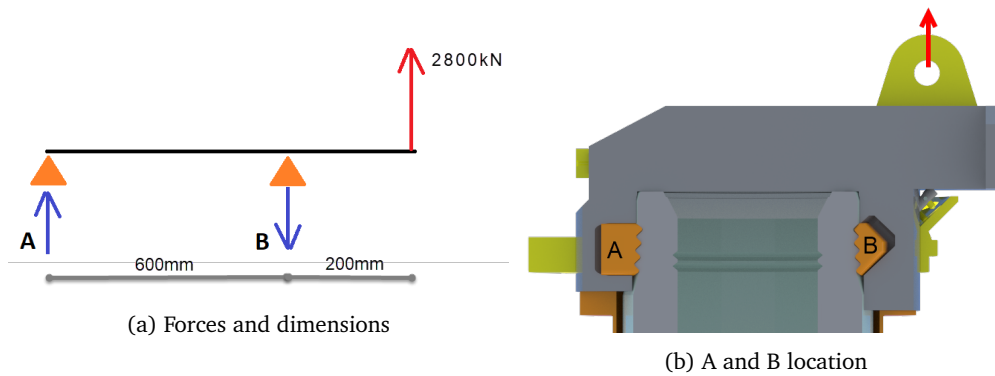 2800kN
A
B
600mm
200mm
(a) Forces and dimensions
A
B
(b) A and B location